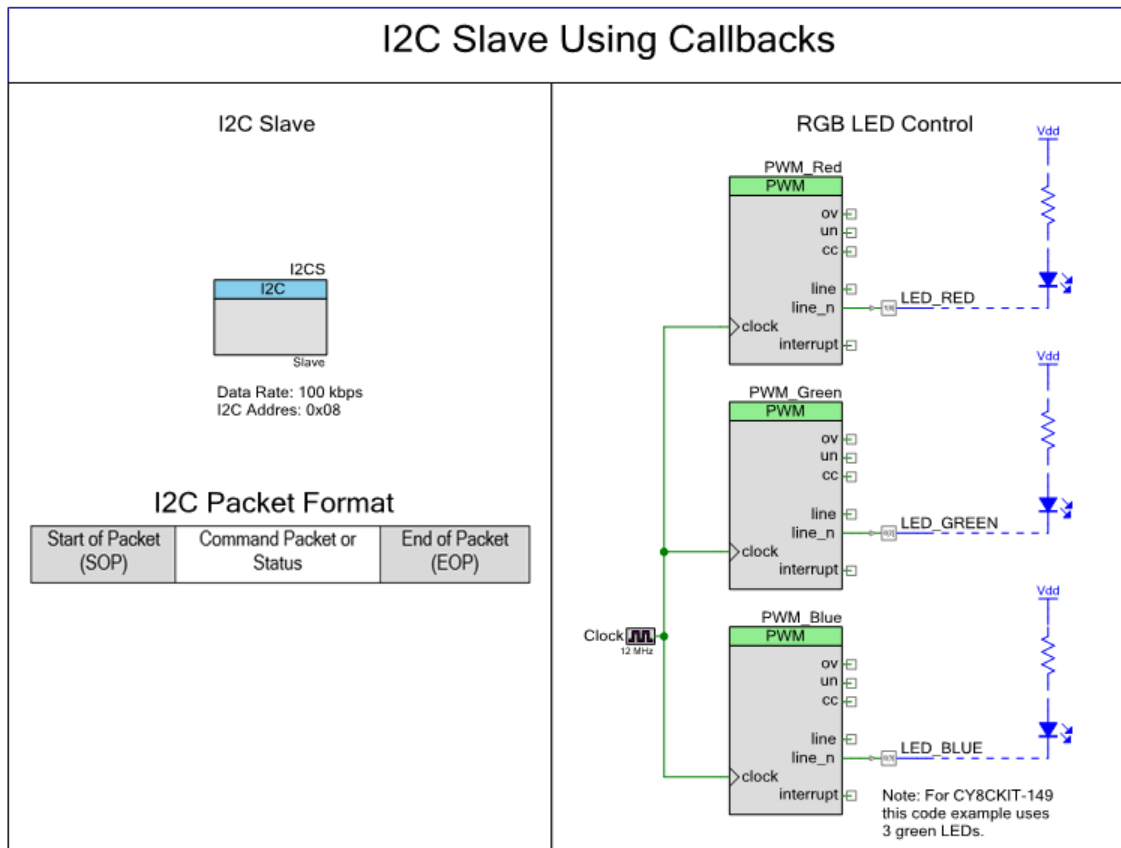 I2C Slave Using Callbacks
I2C Slave
I2CS
I2C
Slave
Data Rate: 100 kbps
I2C Addres: 0x08
I2C Packet Format
Start of Packet
(SOP)
Command Packet or
Status
End of Packet
(EOP)
RGB LED Control
Vdd
PWM_Red
PWM
ov
un
cc
line
line_n
LED_RED
clock
interrupt
Vdd
PWM_Green
PWM
ov
un
cc
line
line_n
LED_GREEN
clock
interrupt
Vdd
PWM_Blue
PWM
Clock
12 MHz
ov
un
cc
line
line_n
LED_BLUE
clock
interrupt
Note: For CY8CKIT-149
this code example uses
3 green LEDs.